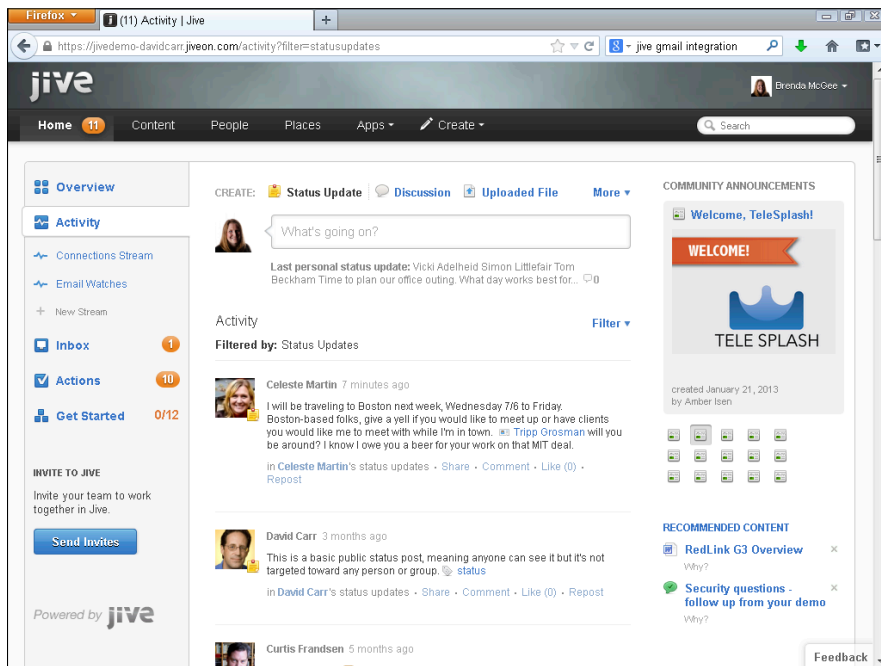 Firefox
(11) Activity | Jive
+
https://jivedemo-davidcarr.jiveon.com/activity?filter=statusupdates
jive gmail integration
jive
Brenda McGee
Home 11 Content People Places Apps Create
Search
Overview
Activity
Connections Stream
Email Watches
+ New Stream
Inbox 1
Actions 10
Get Started 0/12
INVITE TO JIVE
Invite your team to work
together in Jive.
Send Invites
Powered by jive
CREATE: Status Update Discussion Uploaded File More
What's going on?
Last personal status update: Vicki Adelheid Simon Littlefair Tom
Beckham Time to plan our office outing. What day works best for... 0
Activity
Filter
Filtered by: Status Updates
Celeste Martin 7 minutes ago
I will be traveling to Boston next week, Wednesday 7/6 to Friday.
Boston-based folks, give a yell if you would like to meet up or have clients
you would like me to meet with while I'm in town. Tripp Grosman will you
be around? I know I owe you a beer for your work on that MIT deal.
in Celeste Martin's status updates • Share • Comment • Like (0) •
Repost
David Carr 3 months ago
This is a basic public status post, meaning anyone can see it but it's not
targeted toward any person or group. status
in David Carr's status updates • Share • Comment • Like (0) • Repost
Curtis Frandsen 5 months ago
COMMUNITY ANNOUNCEMENTS
Welcome, TeleSplash!
WELCOME!
TELE SPLASH
created January 21, 2013
by Amber Isen
RECOMMENDED CONTENT
RedLink G3 Overview ×
Why?
Security questions - ×
follow up from your demo
Why?
Feedback